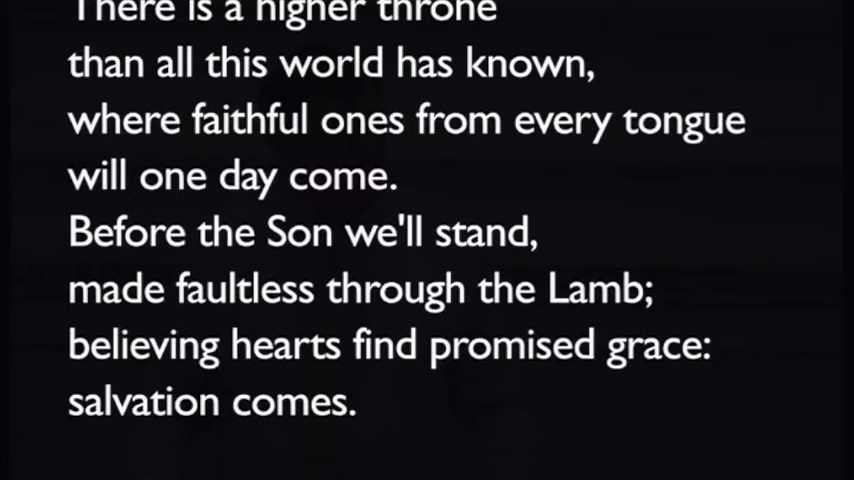 There is a higher throne
than all this world has known,
where faithful ones from every tongue
will one day come.
Before the Son we'll stand,
made faultless through the Lamb;
believing hearts find promised grace:
salvation comes.